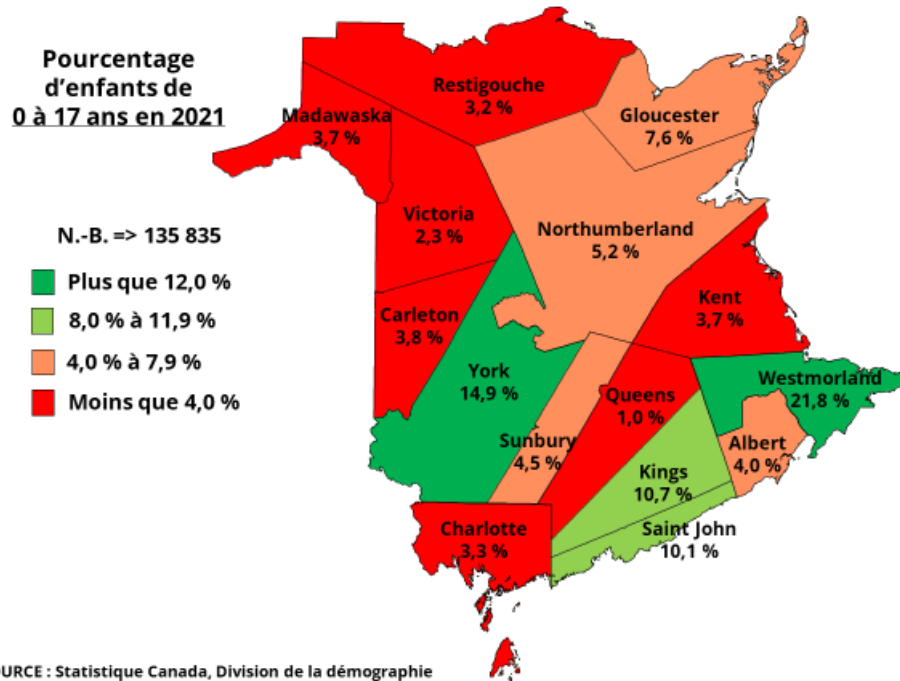 Pourcentage
d'enfants de
0 à 17 ans en 2021
N.-B. => 135 835
Plus que 12,0 %
8,0 % à 11,9 %
4,0 % à 7,9 %
Moins que 4,0 %
Restigouche
3,2 %
Madawaska
3,7 %
Gloucester
7,6 %
Victoria
2,3 %
Northumberland
5,2 %
Carleton
3,8 %
Kent
3,7 %
York
14,9 %
Westmorland
21,8 %
Queens
1,0 %
Sunbury
4,5 %
Albert
4,0 %
Kings
10,7 %
Charlotte
3,3 %
Saint John
10,1 %
OURCE : Statistique Canada, Division de la démographie